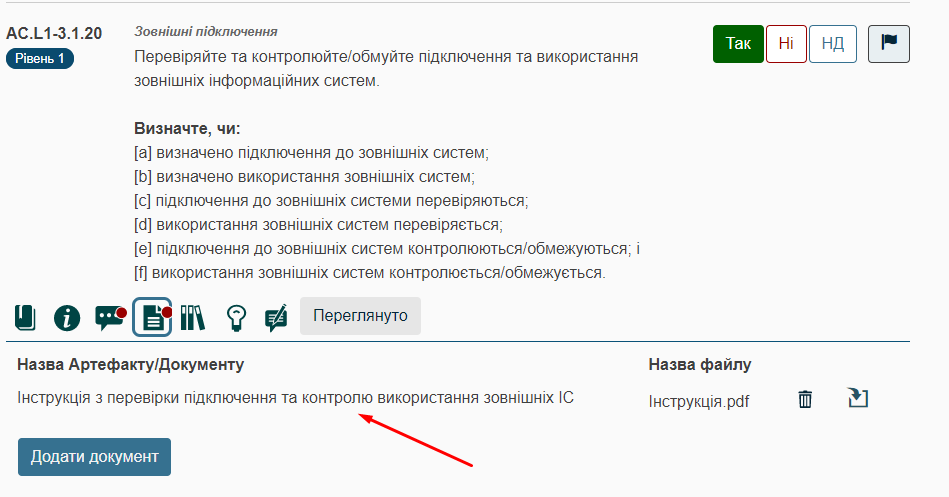 AC.L1-3.1.20
Зовнішні підключення
Так
Ні
НД
Рівень 1
Перевіряйте та контролюйте/обмуйте підключення та використання
зовнішніх інформаційних систем.
Визначте, чи:
[a] визначено підключення до зовнішніх систем;
[b] визначено використання зовнішніх систем;
[c] підключення до зовнішніх системи перевіряються;
[d] використання зовнішніх систем перевіряється;
[e] підключення до зовнішніх систем контролюються/обмежуються; і
[f] використання зовнішніх систем контролюється/обмежується.
Переглянуто
Назва Артефакту/Документу
Назва файлу
Інструкція з перевірки підключення та контролю використання зовнішніх ІС
Інструкція.pdf
Додати документ